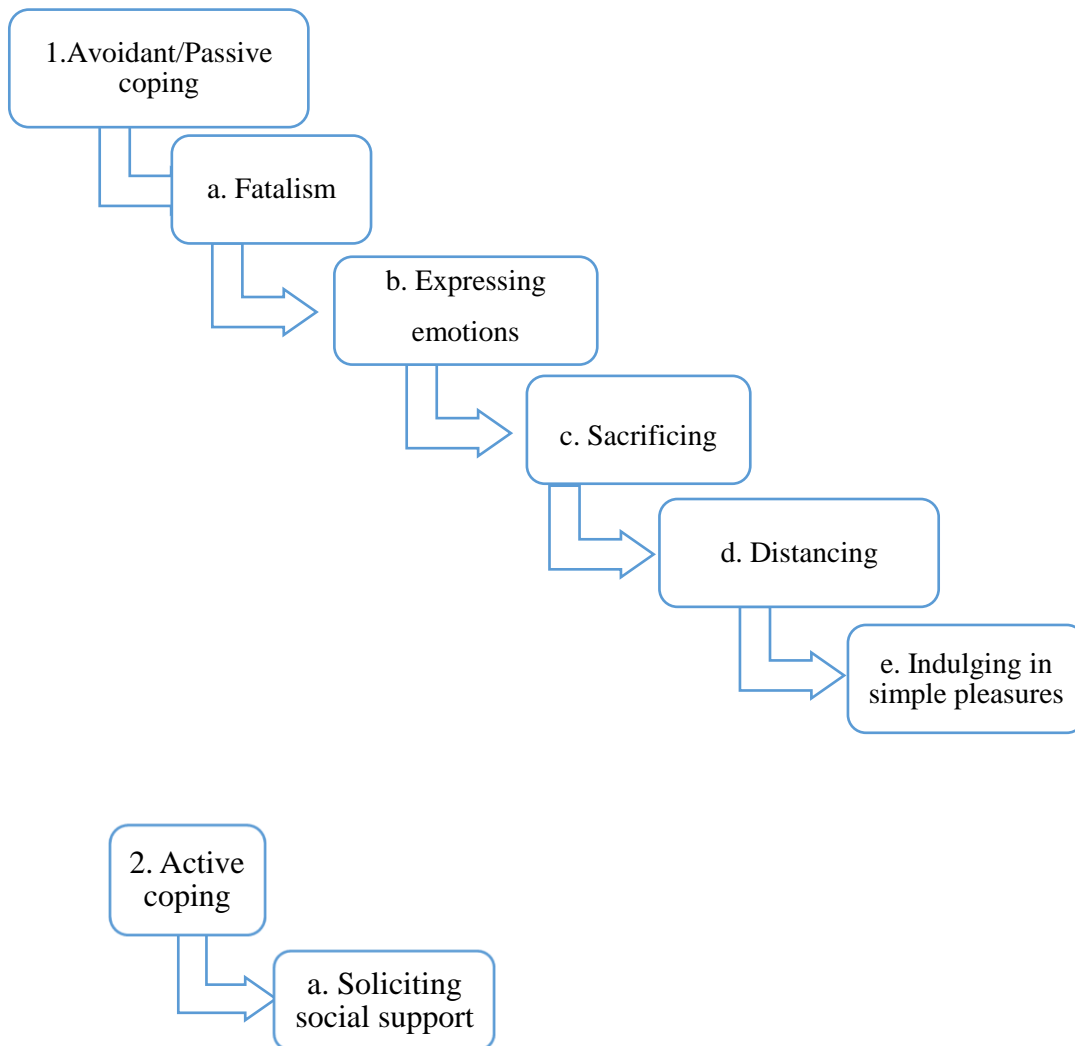 1.Avoidant/Passive
coping
a. Fatalism
b. Expressing
emotions
c. Sacrificing
d. Distancing
e. Indulging in
simple pleasures
2. Active
coping
a. Soliciting
social support